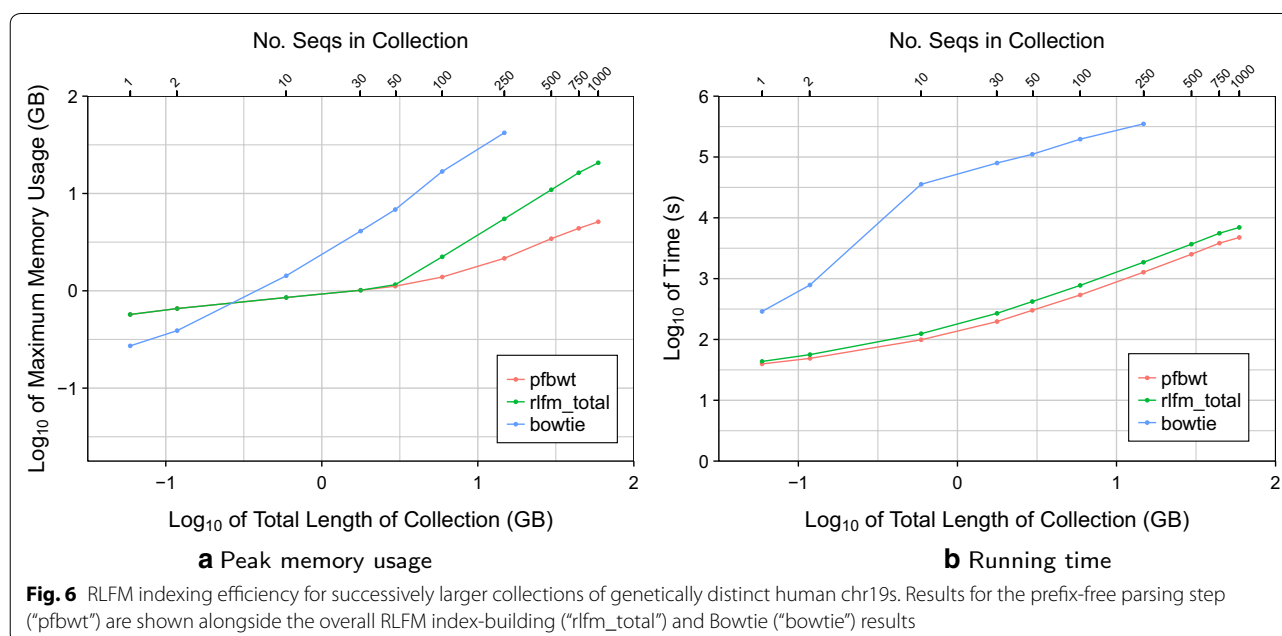 No. Seqs in Collection
1 2 10 30 50 100 250 500 750 1000
Log10 of Maximum Memory Usage (GB)
2
1
0
−1
pfbwt
rlfm_total
bowtie
−1 0 1 2
Log10 of Total Length of Collection (GB)
a Peak memory usage
No. Seqs in Collection
1 2 10 30 50 100 250 500 750 1000
Log10 of Time (s)
6
5
4
3
2
1
0
pfbwt
rlfm_total
bowtie
−1 0 1 2
Log10 of Total Length of Collection (GB)
b Running time
Fig. 6 RLFM indexing efficiency for successively larger collections of genetically distinct human chr19s. Results for the prefix-free parsing step
(“pfbwt”) are shown alongside the overall RLFM index-building (“rlfm_total”) and Bowtie (“bowtie”) results